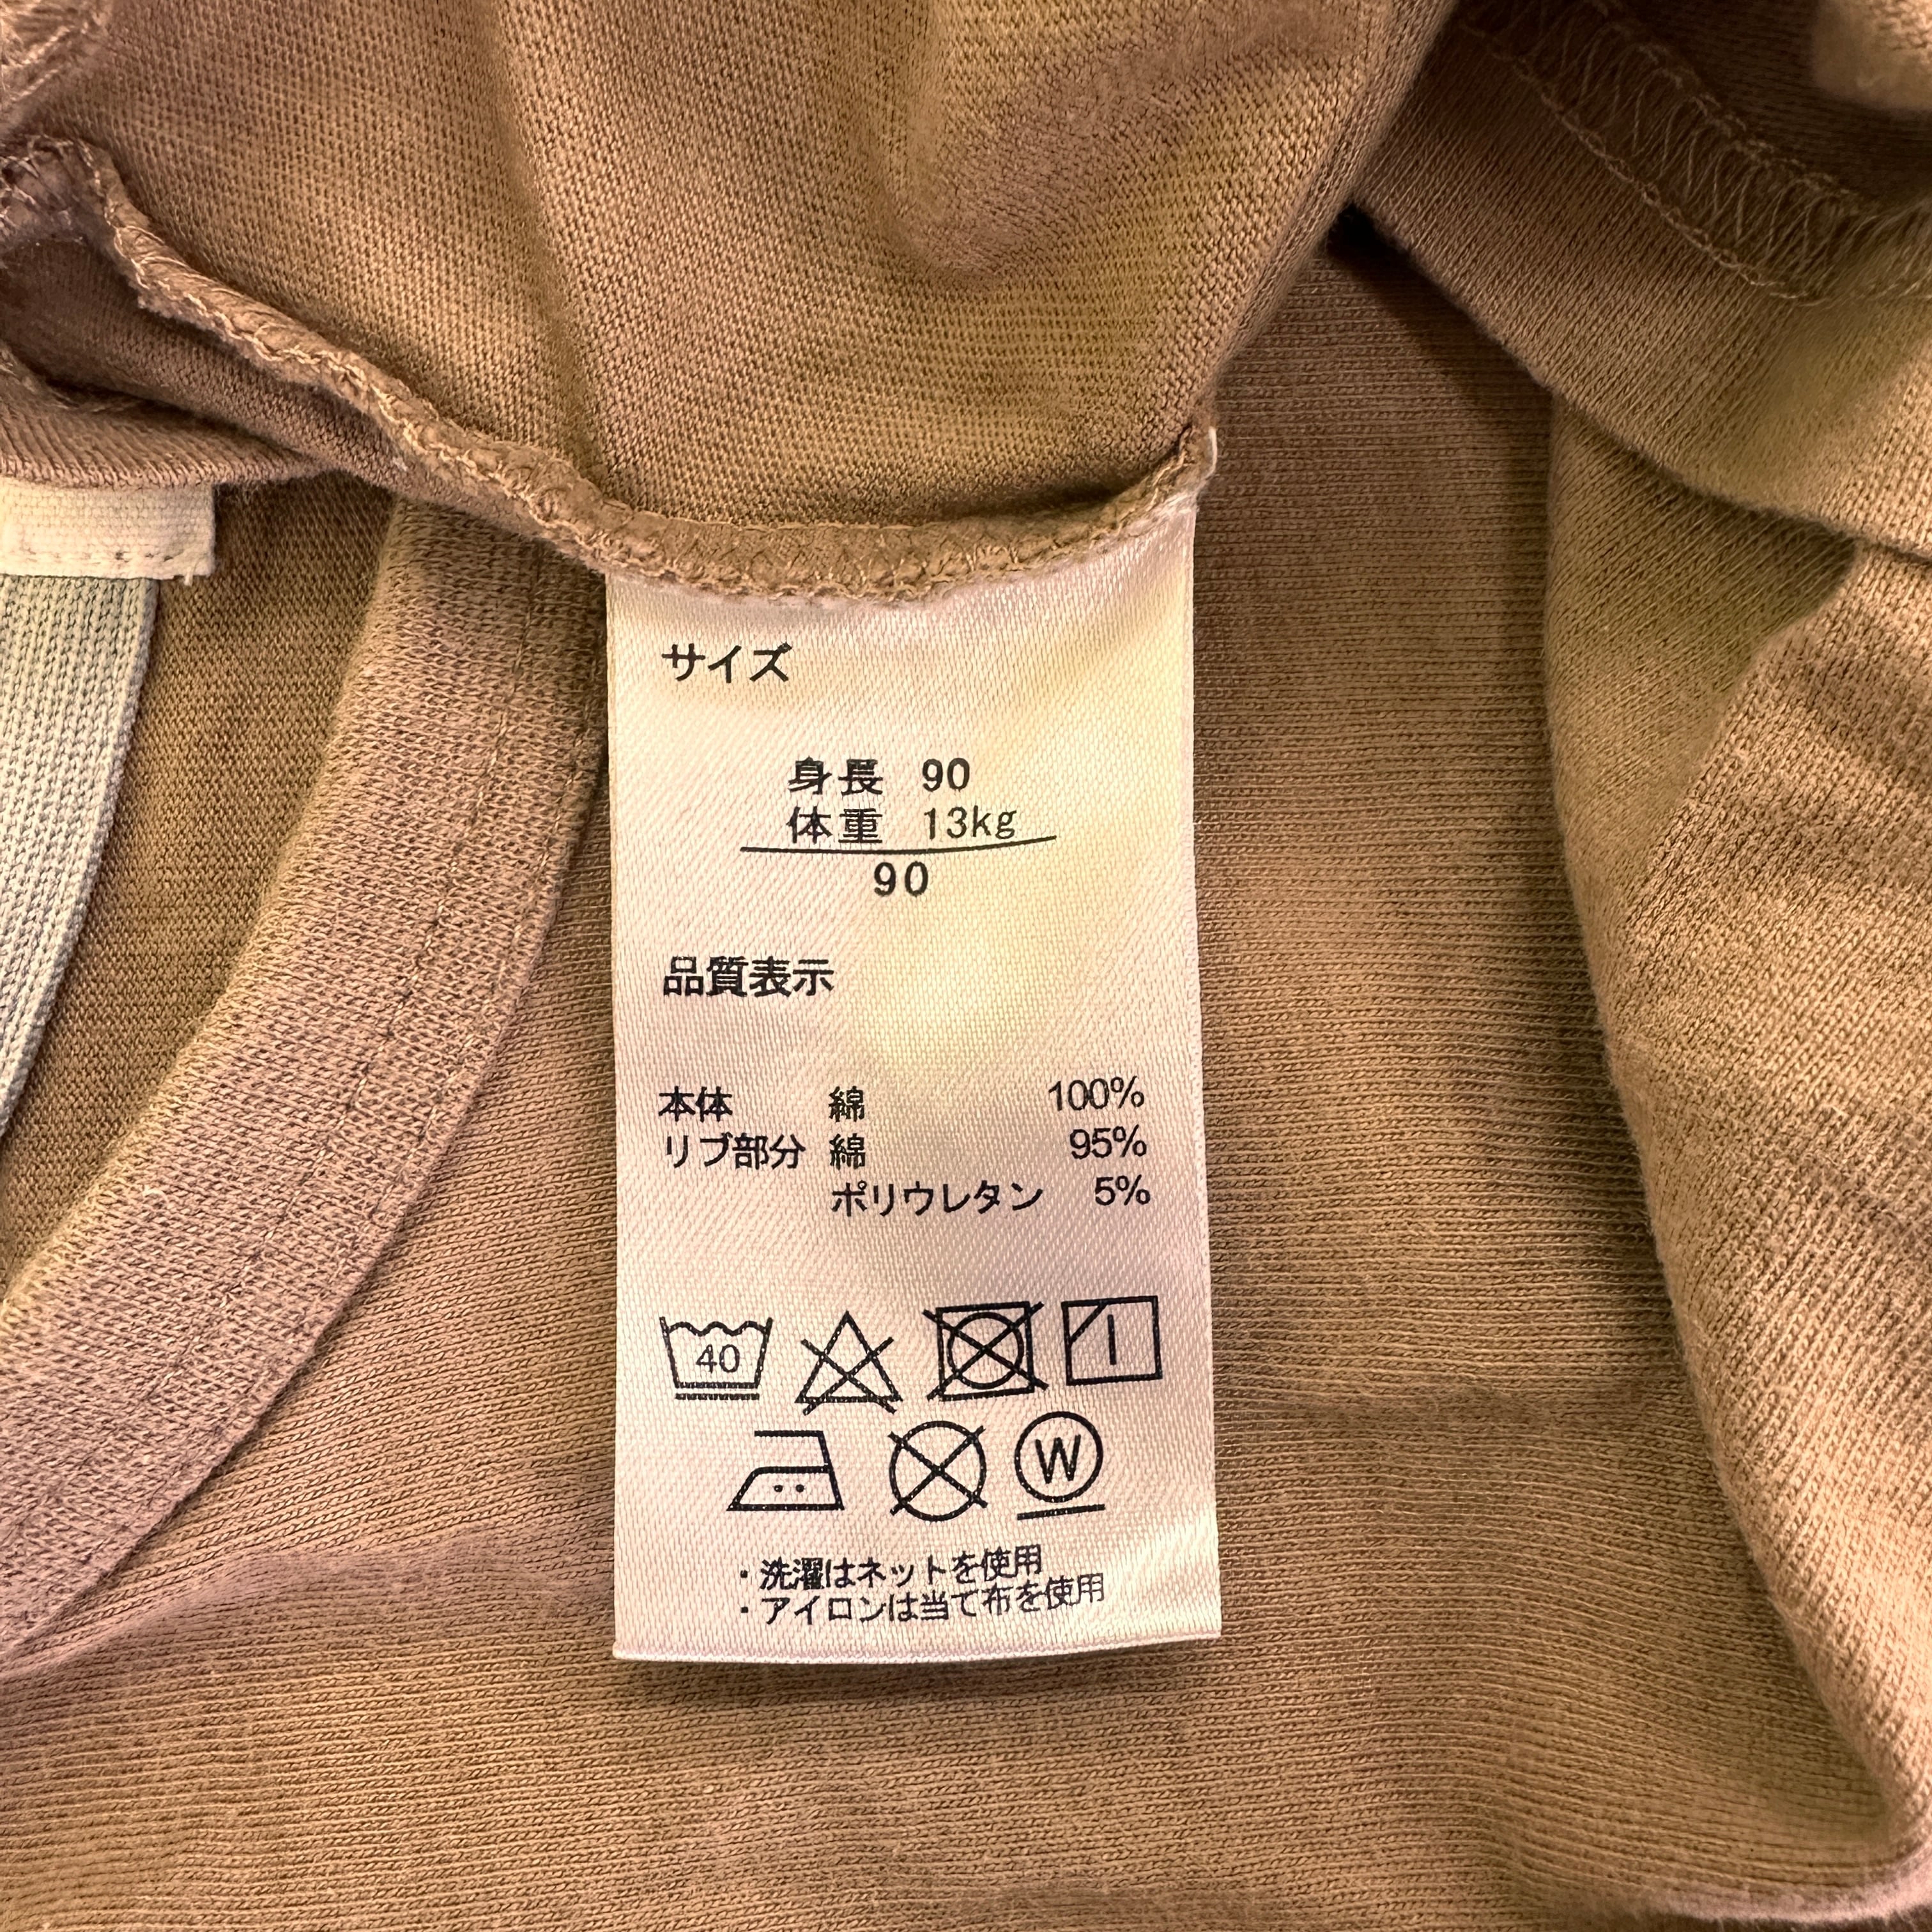 サイズ
身長 90
体重 13kg
90
品質表示
本体 綿 100%
リブ部分 綿 95%
ポリウレタン 5%
40
W
・洗濯はネットを使用
・アイロンは当て布を使用